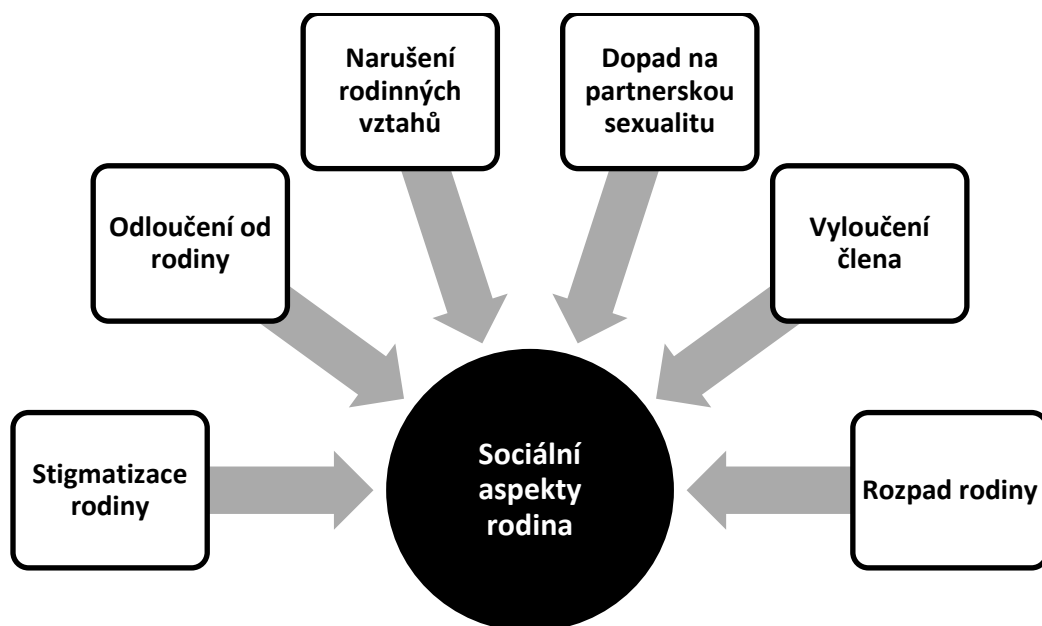 Narušení
rodinných
vztahů
Dopad na
partnerskou
sexualitu
Odloučení od
rodiny
Vyloučení
člena
Stigmatizace
rodiny
Sociální
aspekty
rodina
Rozpad rodiny